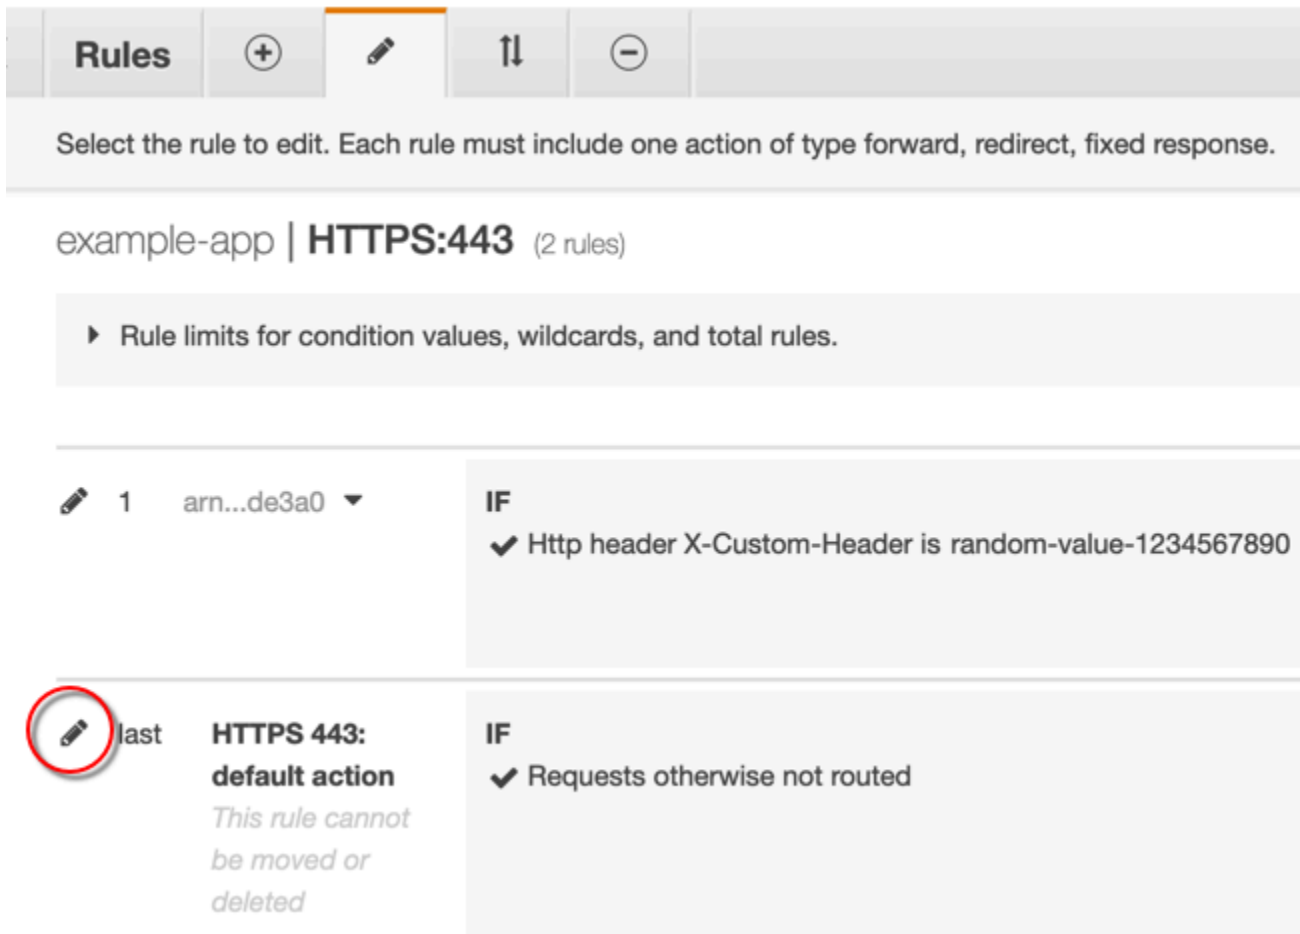 Rules
Select the rule to edit. Each rule must include one action of type forward, redirect, fixed response.
example-app | HTTPS:443 (2 rules)
Rule limits for condition values, wildcards, and total rules.
1 arn...de3a0 IF
Http header X-Custom-Header is random-value-1234567890
last HTTPS 443: IF
default action Requests otherwise not routed
This rule cannot
be moved or
deleted